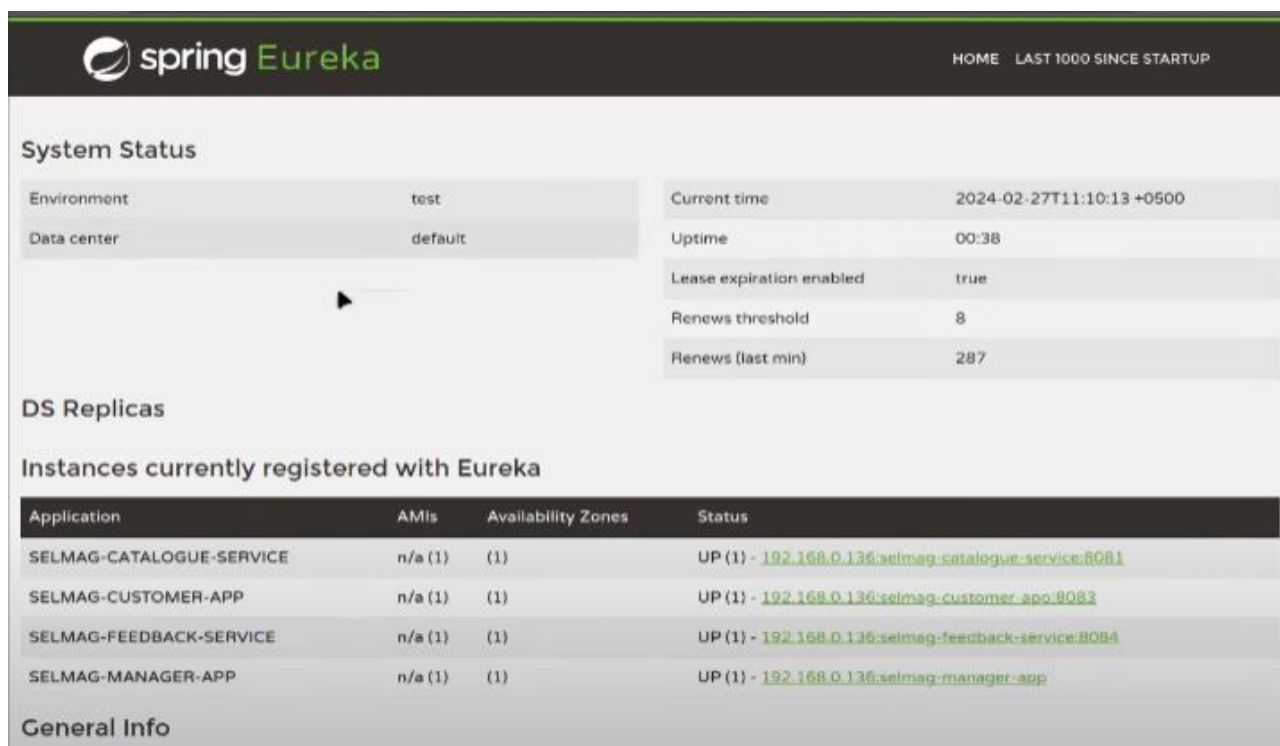 spring Eureka HOME LAST 1000 SINCE STARTUP
System Status
Environment test
Data center default
Current time 2024-02-27T11:10:13 +0500
Uptime 00:38
Lease expiration enabled true
Renews threshold 8
Renews (last min) 287
DS Replicas
Instances currently registered with Eureka
Application AMIs Availability Zones Status
SELMAG-CATALOGUE-SERVICE n/a (1) (1) UP (1) - 192.168.0.136:selmag-catalogue-service:8081
SELMAG-CUSTOMER-APP n/a (1) (1) UP (1) - 192.168.0.136:selmag-customer-app:8083
SELMAG-FEEDBACK-SERVICE n/a (1) (1) UP (1) - 192.168.0.136:selmag-feedback-service:8084
SELMAG-MANAGER-APP n/a (1) (1) UP (1) - 192.168.0.136:selmag-manager-app
General Info